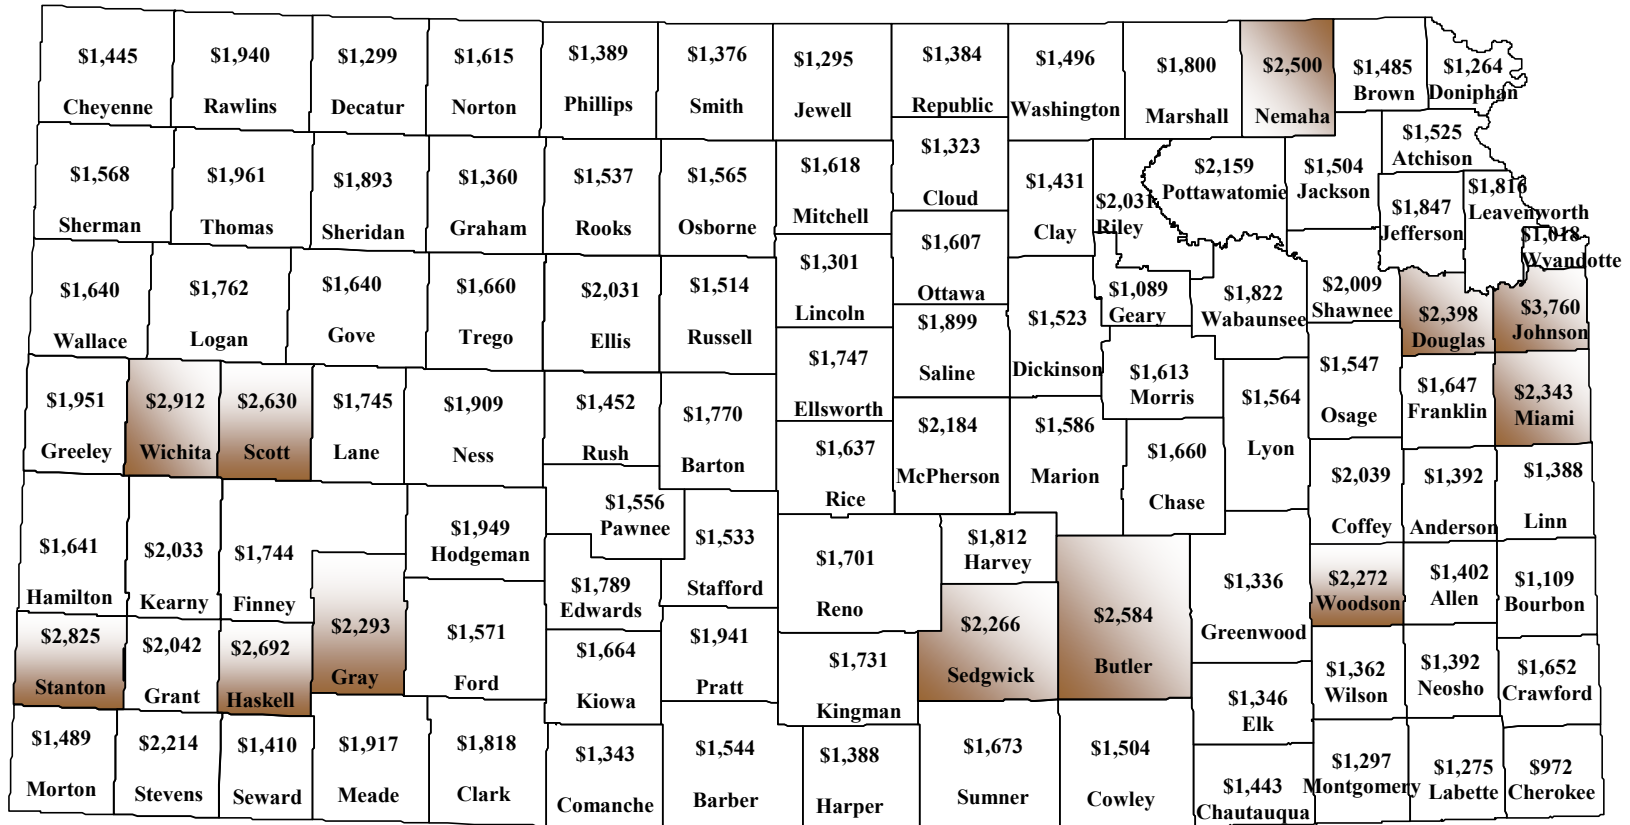 $1,445
Cheyenne
$1,940
Rawlins
$1,299
Decatur
$1,615
Norton
$1,389
Phillips
$1,376
Smith
$1,295
Jewell
$1,384
Republic
$1,496
Washington
$1,800
Marshall
$2,500
Nemaha
$1,485
Brown
$1,264
Doniphan
$1,568
Sherman
$1,961
Thomas
$1,893
Sheridan
$1,360
Graham
$1,537
Rooks
$1,565
Osborne
$1,618
Mitchell
$1,323
Cloud
$1,431
Clay
$2,031
Riley
$2,159
Pottawatomie
$1,504
Jackson
$1,525
Atchison
$1,847
Jefferson
$1,816
Leavenworth
$1,018
Wyandotte
$1,640
Wallace
$1,762
Logan
$1,640
Gove
$1,660
Trego
$2,031
Ellis
$1,514
Russell
$1,301
Lincoln
$1,607
Ottawa
$1,899
Saline
$1,523
Dickinson
$1,089
Geary
$1,822
Wabaunsee
$2,009
Shawnee
$2,398
Douglas
$3,760
Johnson
$1,951
Greeley
$2,912
Wichita
$2,630
Scott
$1,745
Lane
$1,909
Ness
$1,452
Rush
$1,770
Barton
$1,747
Ellsworth
$1,637
Rice
$2,184
McPherson
$1,586
Marion
$1,613
Morris
$1,660
Chase
$1,564
Lyon
$1,547
Osage
$1,647
Franklin
$2,343
Miami
$1,641
Hamilton
$2,033
Kearny
$1,744
Finney
$1,949
Hodgeman
$1,556
Pawnee
$1,789
Edwards
$1,533
Stafford
$1,701
Reno
$1,812
Harvey
$2,266
Sedgwick
$2,584
Butler
$1,336
Greenwood
$2,039
Coffey
$1,392
Anderson
$1,388
Linn
$2,272
Woodson
$1,402
Allen
$1,109
Bourbon
$2,825
Stanton
$2,042
Grant
$2,692
Haskell
$2,293
Gray
$1,571
Ford
$1,664
Kiowa
$1,941
Pratt
$1,731
Kingman
$1,346
Elk
$1,362
Wilson
$1,392
Neosho
$1,652
Crawford
$1,489
Morton
$2,214
Stevens
$1,410
Seward
$1,917
Meade
$1,818
Clark
$1,343
Comanche
$1,544
Barber
$1,388
Harper
$1,673
Sumner
$1,504
Cowley
$1,443
Chautauqua
$1,297
Montgomery
$1,275
Labette
$972
Cherokee